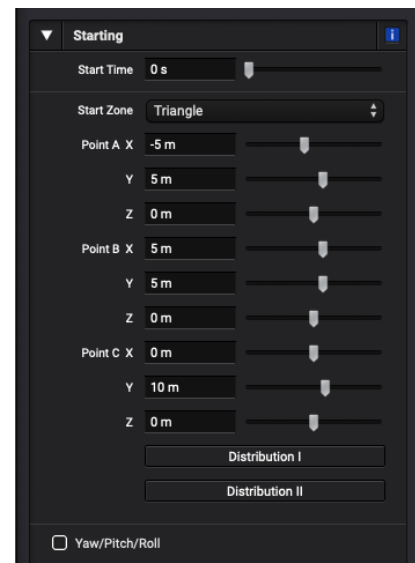 Starting i
Start Time 0 s
Start Zone Triangle
Point A X -5 m
Y 5 m
Z 0 m
Point B X 5 m
Y 5 m
Z 0 m
Point C X 0 m
Y 10 m
Z 0 m
Distribution I
Distribution II
Yaw/Pitch/Roll